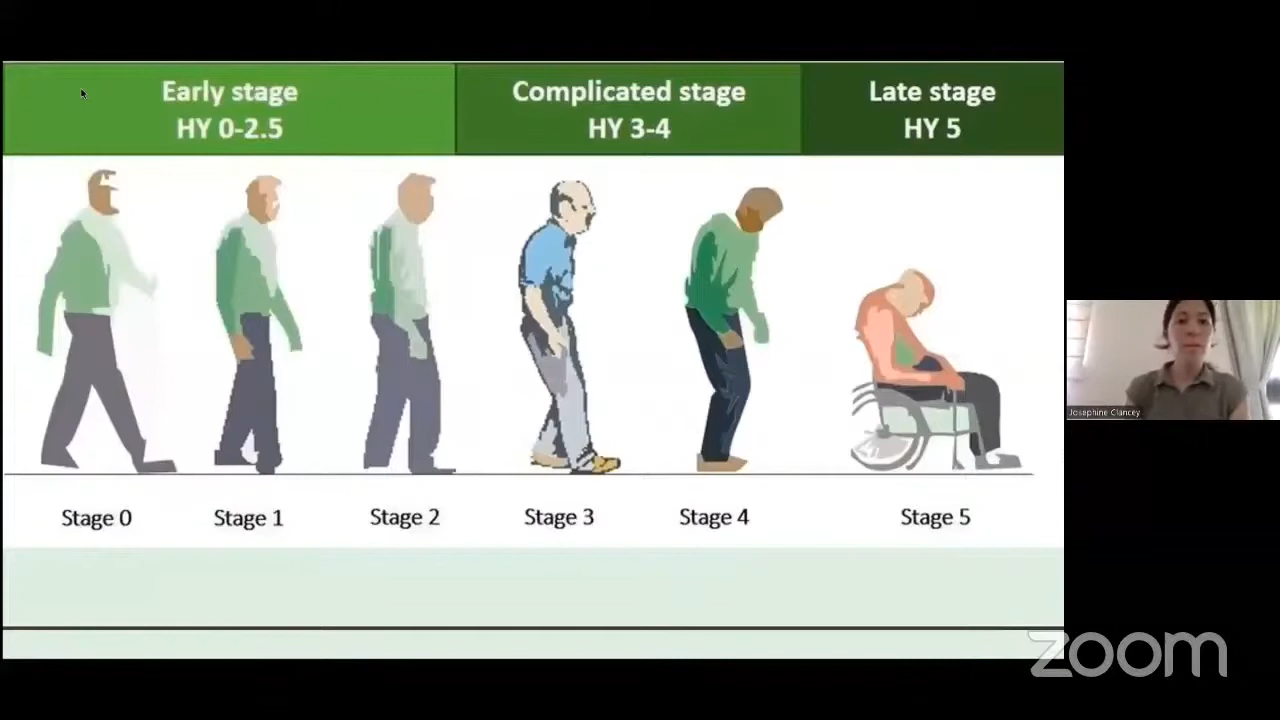 Early stage
HY 0-2.5
Complicated stage
HY 3-4
Late stage
HY 5
Stage 0
Stage 1
Stage 2
Stage 3
Stage 4
Stage 5
Josephine Clancey
zoom